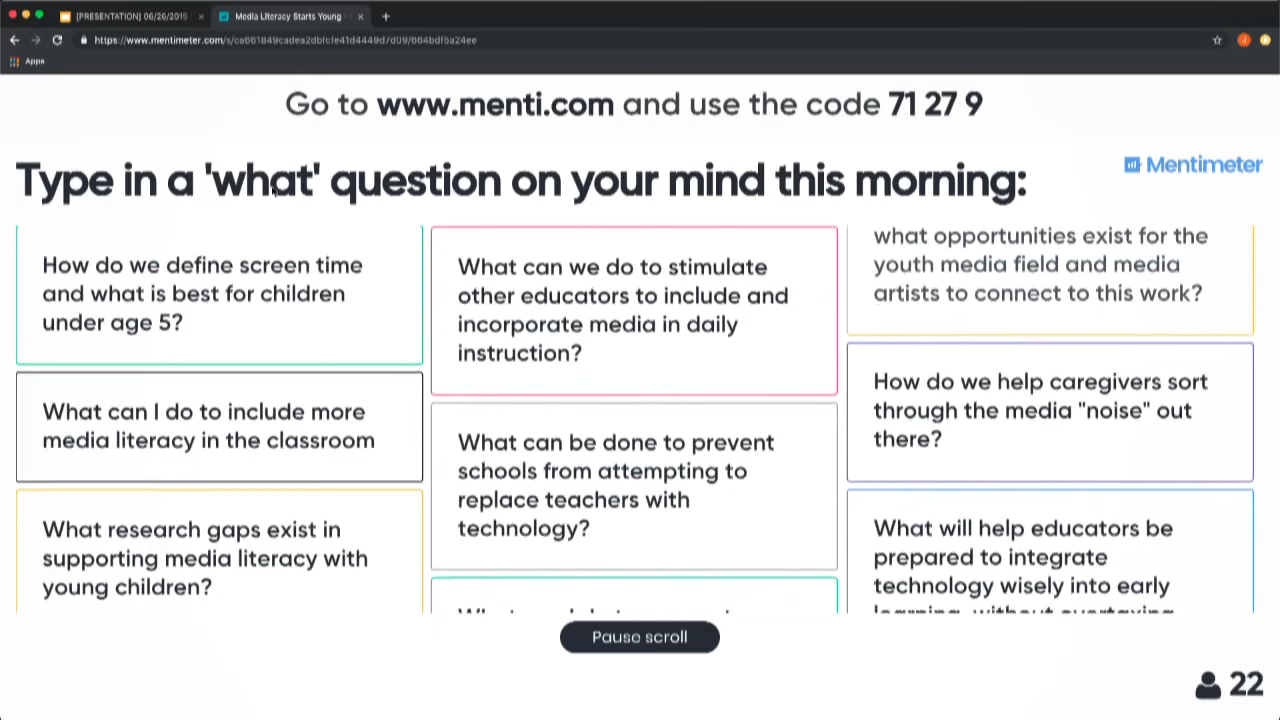 [PRESENTATION] 06/26/2019
Media Literacy Starts Young
Apps
Go to www.menti.com and use the code 71 27 9
Type in a 'what' question on your mind this morning:
Mentimeter
How do we define screen time
and what is best for children
under age 5?
What can I do to include more
media literacy in the classroom
What research gaps exist in
supporting media literacy with
young children?
What can we do to stimulate
other educators to include and
incorporate media in daily
instruction?
What can be done to prevent
schools from attempting to
replace teachers with
technology?
what opportunities exist for the
youth media field and media
artists to connect to this work?
How do we help caregivers sort
through the media "noise" out
there?
What will help educators be
prepared to integrate
technology wisely into early
learning, without overtaxing
Pause scroll
22